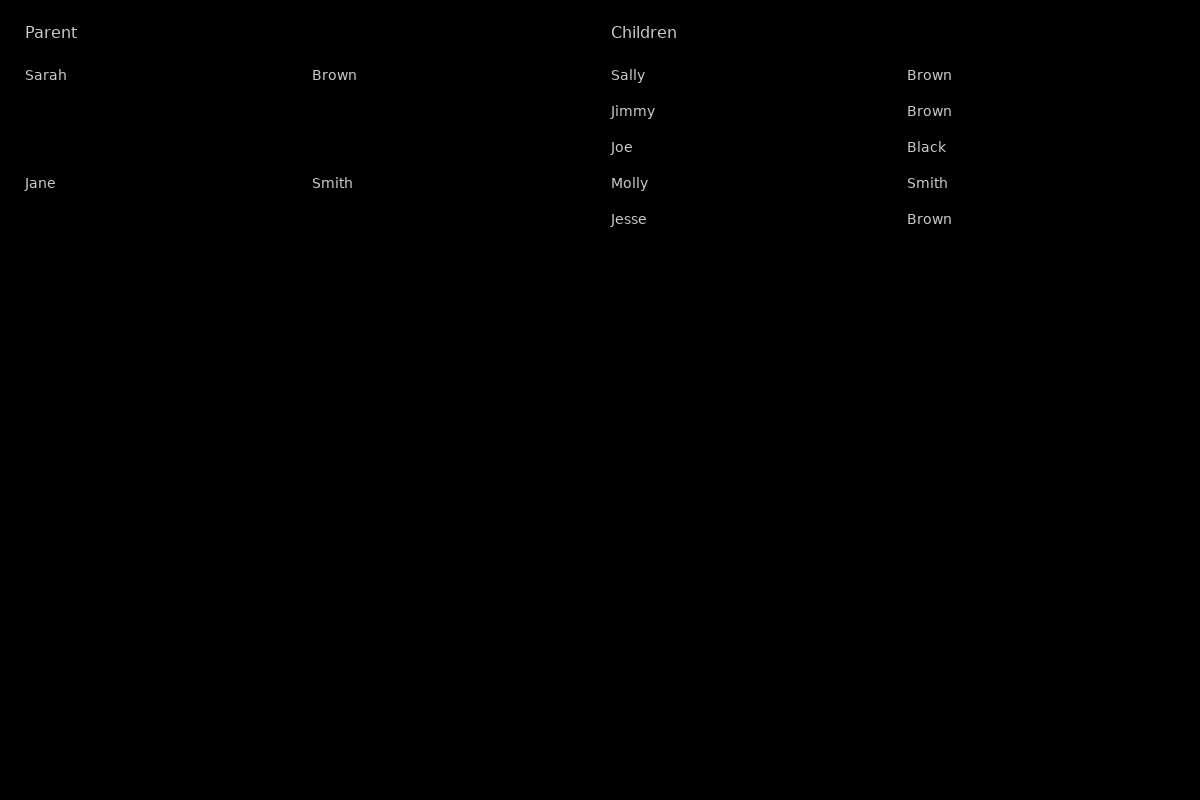 Parent Children
Sarah Brown Sally Brown
Jimmy Brown
Joe Black
Jane Smith Molly Smith
Jesse Brown